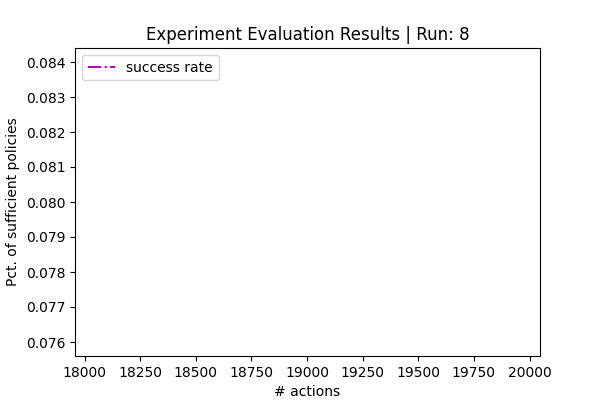 Experiment Evaluation Results | Run: 8
success rate
Pct. of sufficient policies
0.084
0.083
0.082
0.081
0.080
0.079
0.078
0.077
0.076
18000 18250 18500 18750 19000 19250 19500 19750 20000
# actions